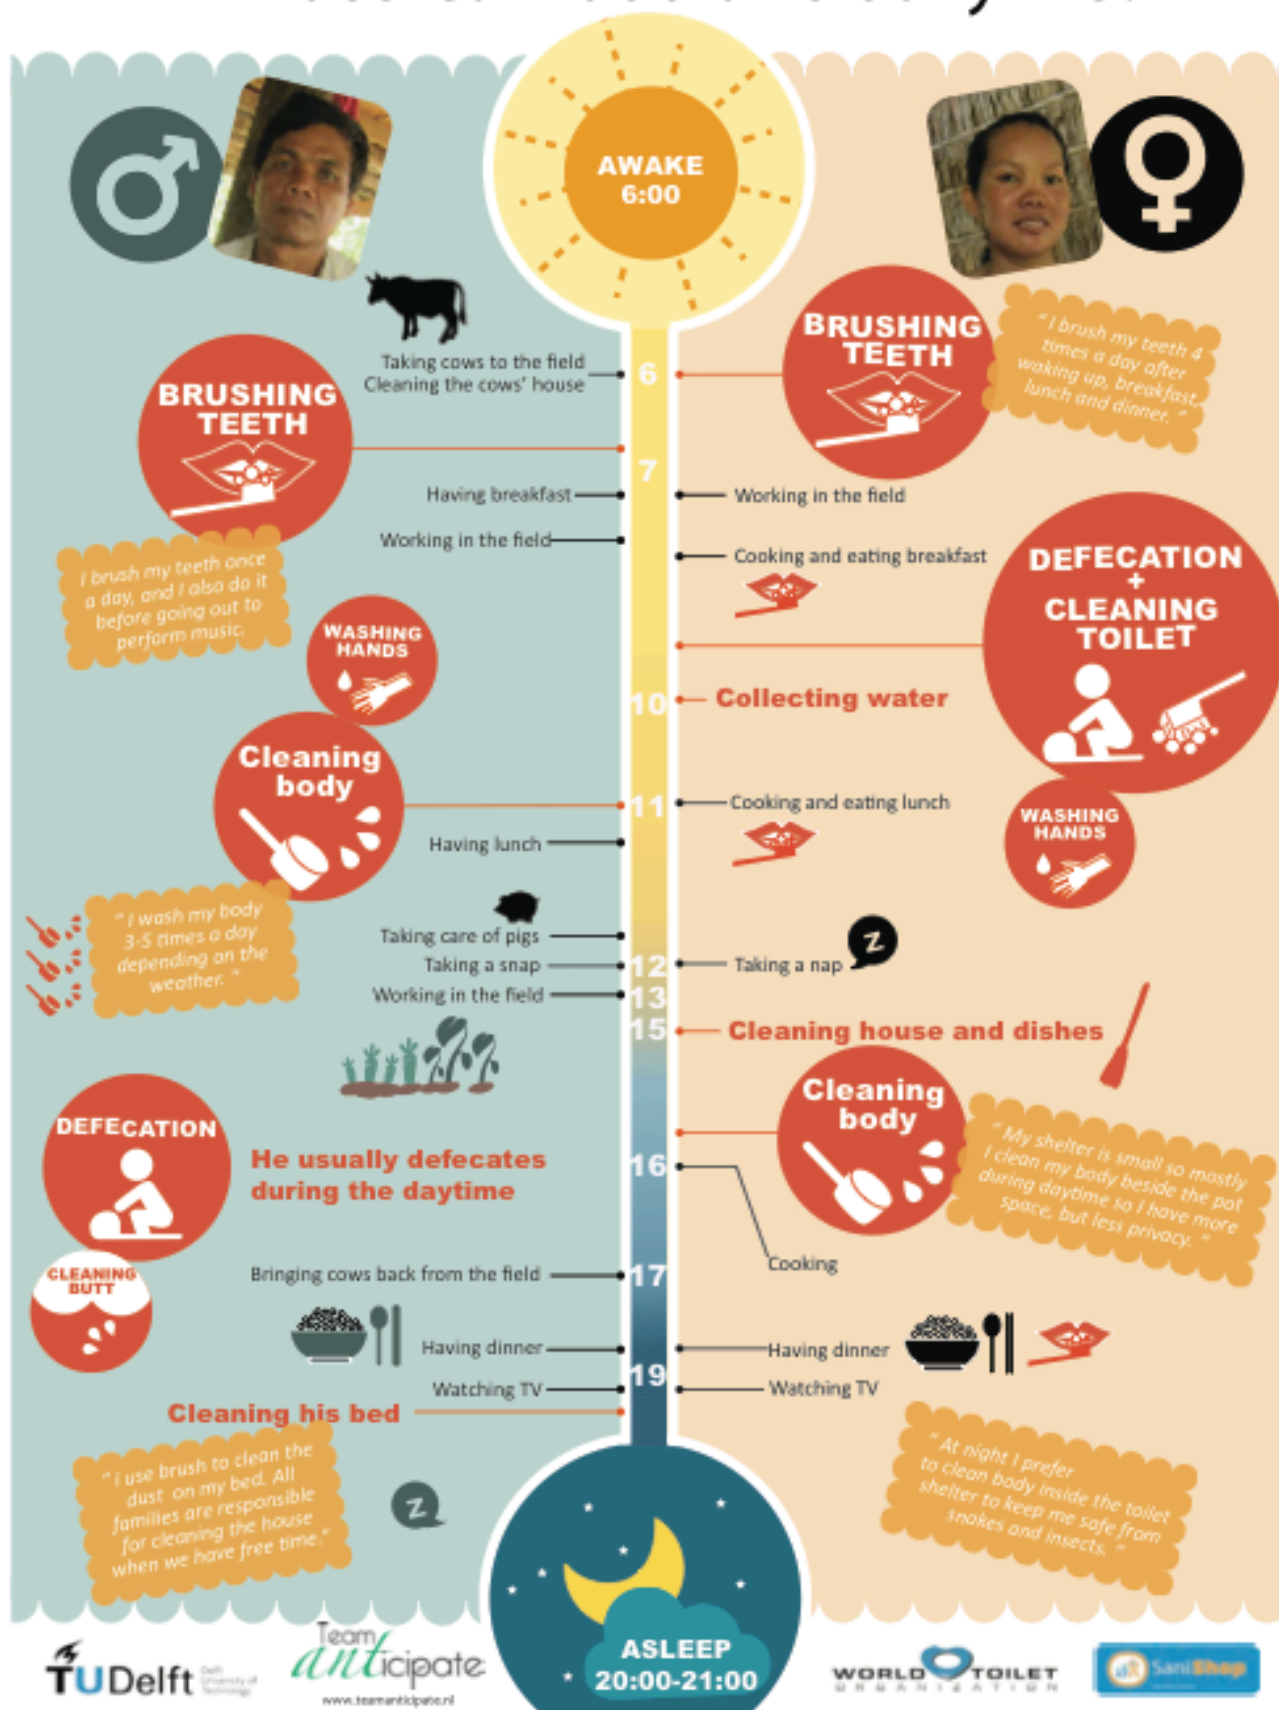 AWAKE
6:00
Taking cows to the field
Cleaning the cows' house
BRUSHING
TEETH
Having breakfast
Working in the field
I brush my teeth once
a day, and I also do it
before going out to
perform music.
WASHING
HANDS
Cleaning
body
Having lunch
" I wash my body
3-5 times a day
depending on the
weather. "
Taking care of pigs
Taking a snap
Working in the field
DEFECATION
He usually defecates
during the daytime
CLEANING
BUTT
Bringing cows back from the field
Having dinner
Watching TV
Cleaning his bed
" I use brush to clean the
dust on my bed. All
families are responsible
for cleaning the house
when we have free time."
Z
6
7
10
11
12
13
15
16
17
19
BRUSHING
TEETH
" I brush my teeth 4
times a day after
waking up, breakfast,
lunch and dinner. "
Working in the field
Cooking and eating breakfast
DEFECATION
+
CLEANING
TOILET
Collecting water
Cooking and eating lunch
WASHING
HANDS
Taking a nap
Z
Cleaning house and dishes
Cleaning
body
" My shelter is small so mostly
I clean my body beside the pot
during daytime so I have more
space, but less privacy. "
Cooking
Having dinner
Watching TV
" At night I prefer
to clean body inside the toilet
shelter to keep me safe from
snakes and insects. "
ASLEEP
20:00-21:00
TU Delft
Delft
University of
Technology
Team
anticipate
www.teamanticipate.nl
WORLD TOILET
ORGANIZATION
SaniShop